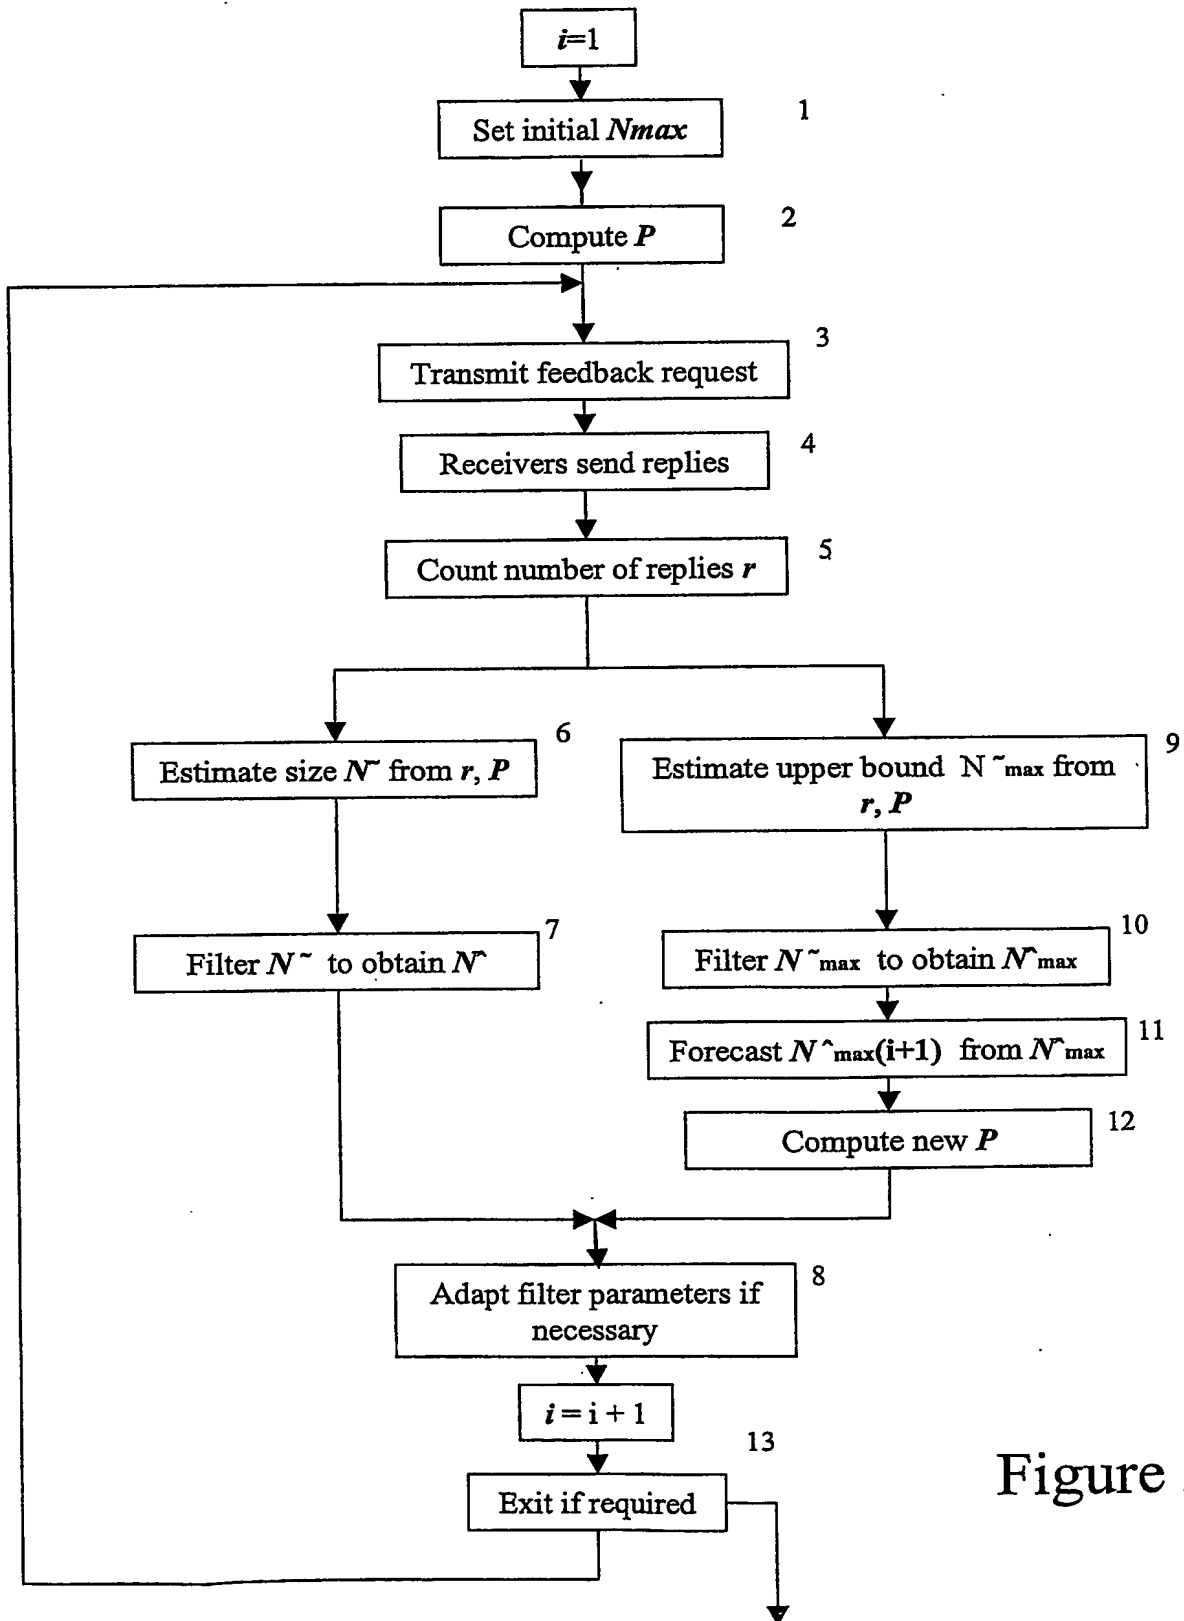 i=1
1
Set initial Nmax
2
Compute P
3
Transmit feedback request
4
Receivers send replies
5
Count number of replies r
6
Estimate size N~ from r, P
7
Filter N~ to obtain N^
9
Estimate upper bound N~max from
r, P
10
Filter N~max to obtain N^max
11
Forecast N^max(i+1) from N^max
12
Compute new P
8
Adapt filter parameters if
necessary
i = i + 1
13
Exit if required
Figure